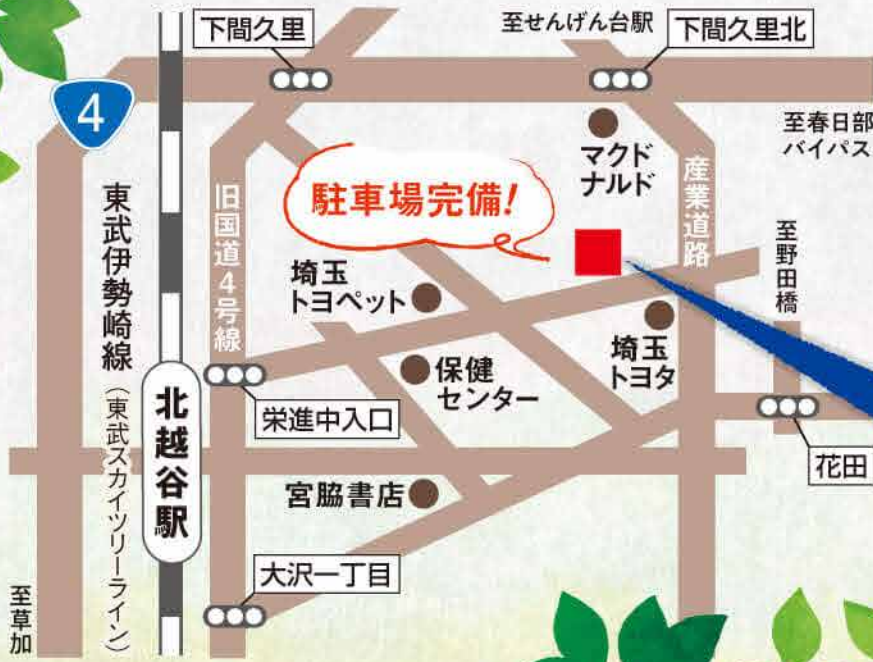 下間久里
至せんげん台駅
下間久里北
4
至春日部
バイパス
マクド
ナルド
産業道路
駐車場完備!
旧国道4号線
東武伊勢崎線
(東武スカイツリーライン)
至野田橋
埼玉
トヨペット
埼玉
トヨタ
保健
センター
北越谷駅
栄進中入口
花田
宮脇書店
大沢一丁目
至草加